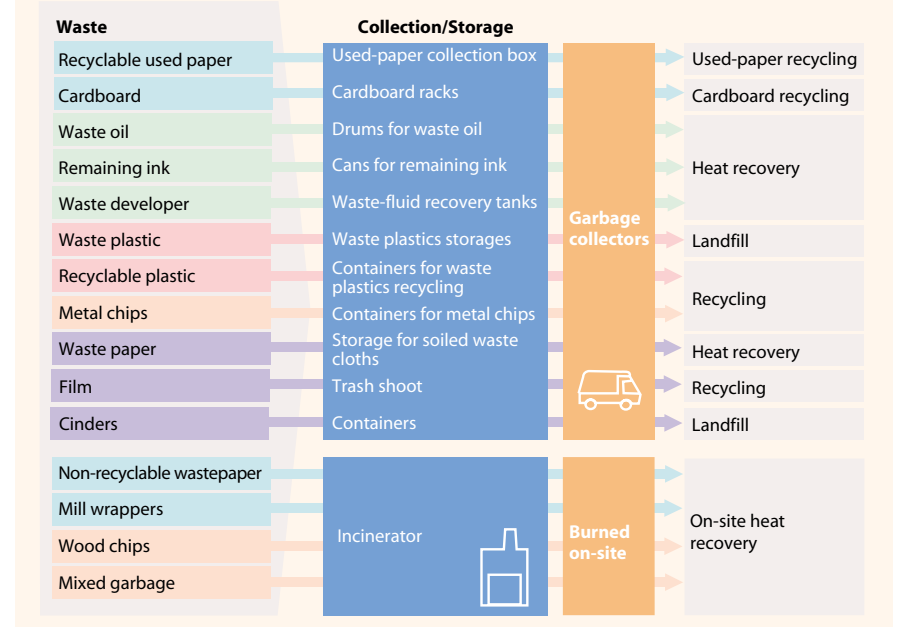 Waste
Collection/Storage
Recyclable used paper
Used-paper collection box
Used-paper recycling
Cardboard
Cardboard racks
Cardboard recycling
Waste oil
Drums for waste oil
Remaining ink
Cans for remaining ink
Heat recovery
Waste developer
Waste-fluid recovery tanks
Garbage
collectors
Waste plastic
Waste plastics storages
Landfill
Recyclable plastic
Containers for waste
plastics recycling
Metal chips
Containers for metal chips
Recycling
Waste paper
Storage for soiled waste
cloths
Heat recovery
Film
Trash shoot
Recycling
Cinders
Containers
Landfill
Non-recyclable wastepaper
Mill wrappers
Wood chips
Mixed garbage
Incinerator
Burned
on-site
On-site heat
recovery